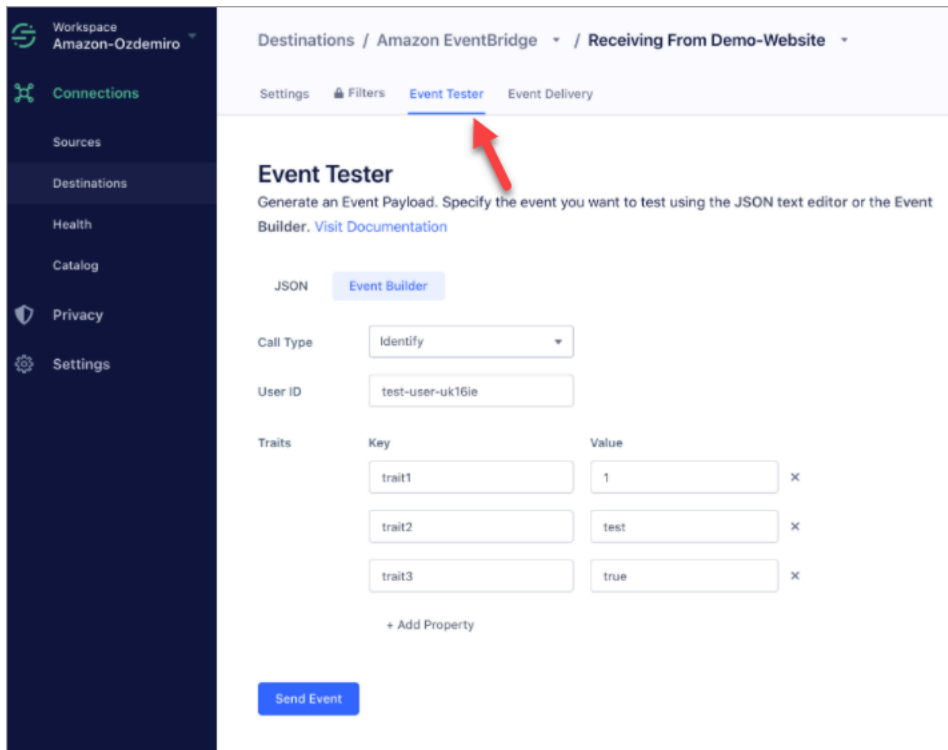 Workspace
Amazon-Ozdemiro
Connections
Sources
Destinations
Health
Catalog
Privacy
Settings
Destinations / Amazon EventBridge / Receiving From Demo-Website
Settings Filters Event Tester Event Delivery
Event Tester
Generate an Event Payload. Specify the event you want to test using the JSON text editor or the Event
Builder. Visit Documentation
JSON Event Builder
Call Type Identify
User ID test-user-uk16ie
Traits Key Value
trait1 1
trait2 test
trait3 true
+ Add Property
Send Event